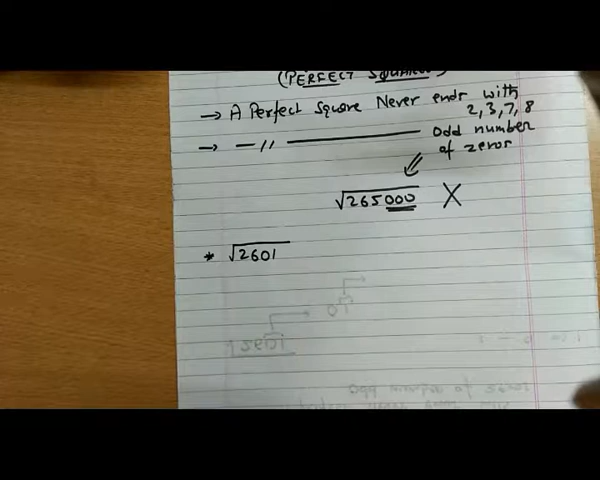 (PERFECT SQUARES)
→ A Perfect Square Never ends with
2,3,7,8
→ —〃 ——— odd number
of zeros
√265000 X
* √2601